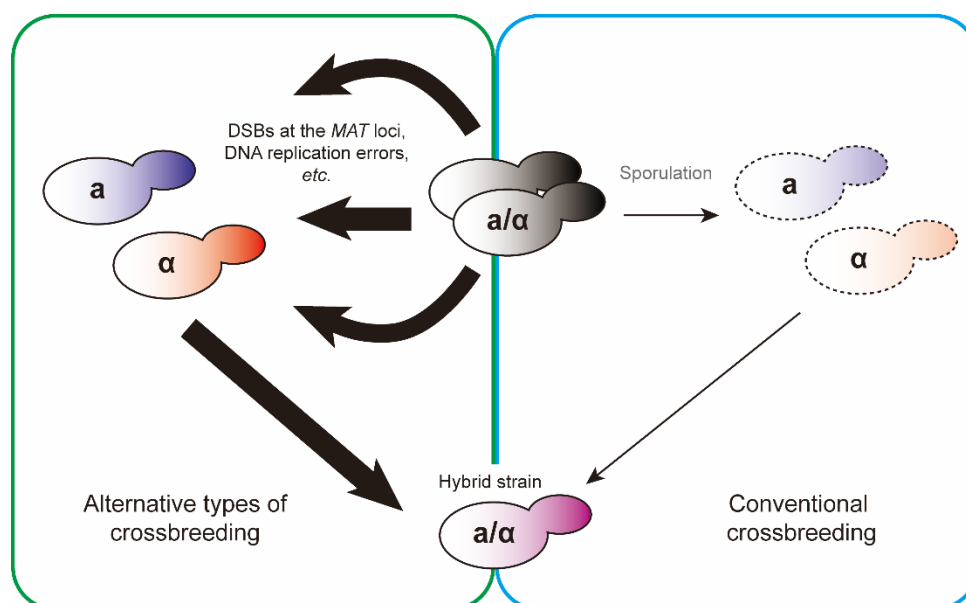 DSBs at the MAT loci,
DNA replication errors,
etc.
a
α
a/α
Sporulation
a
α
Alternative types of
crossbreeding
Hybrid strain
a/α
Conventional
crossbreeding